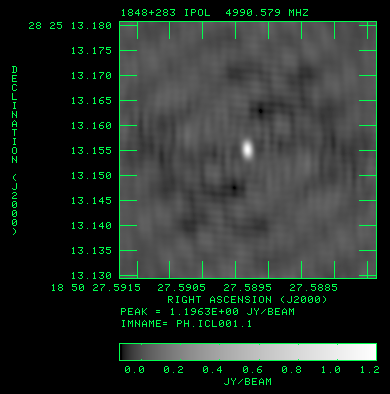 1848+283 IPOL 4990.579 MHZ
28 25 13.180
13.175
13.170
13.165
13.160
13.155
13.150
13.145
13.140
13.135
13.130
DECLINATION (J2000)
18 50 27.5915 27.5905 27.5895 27.5885
RIGHT ASCENSION (J2000)
PEAK = 1.1963E+00 JY/BEAM
IMNAME= PH.ICL001.1
0.0 0.2 0.4 0.6 0.8 1.0 1.2
JY/BEAM